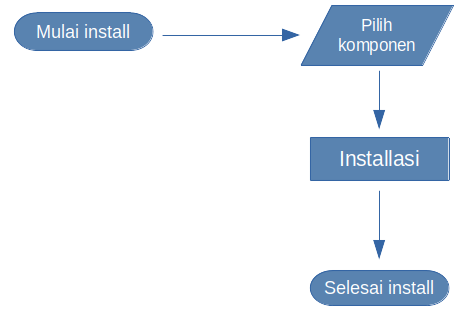 Mulai install
Pilih
komponen
Installasi
Selesai install